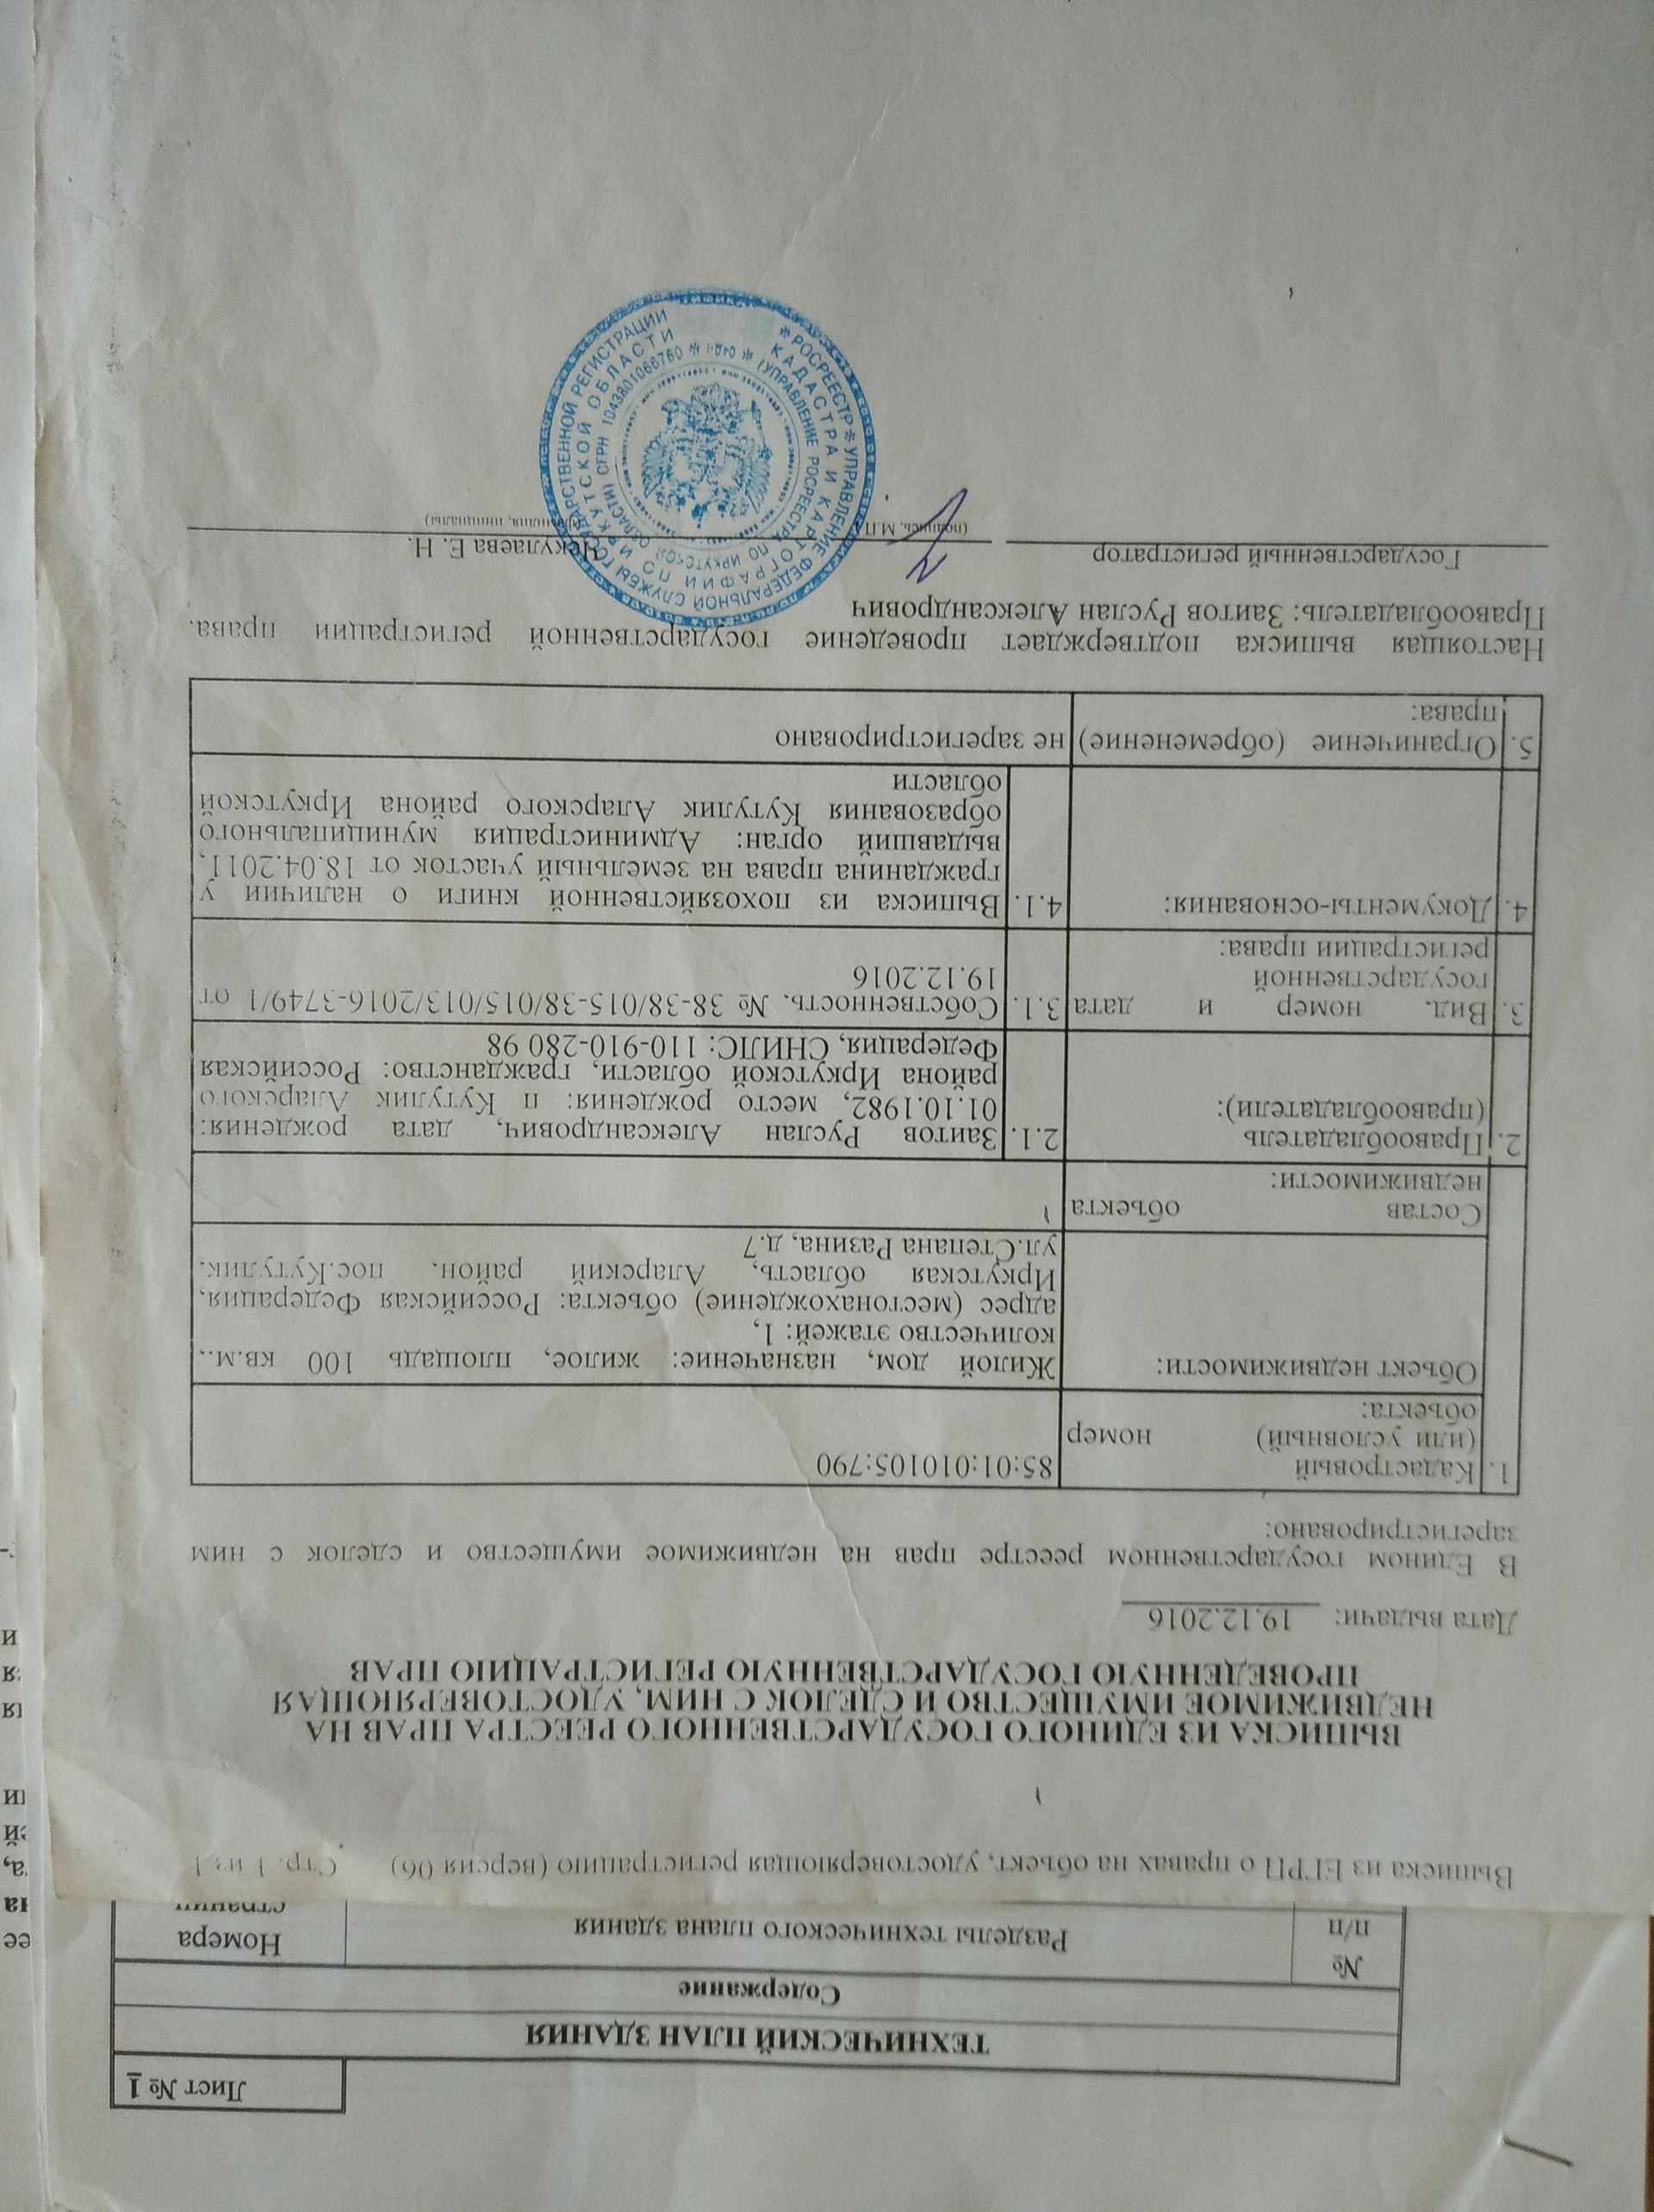 Лист № 1
ТЕХНИЧЕСКИЙ ПЛАН ЗДАНИЯ
Содержание
№
п/п
Разделы технического плана здания
Номера
страниц
Выписка из ЕГРП о правах на объект, удостоверяющая регистрацию (версия 06) Стр. 1 из 1
ВЫПИСКА ИЗ ЕДИНОГО ГОСУДАРСТВЕННОГО РЕЕСТРА ПРАВ НА
НЕДВИЖИМОЕ ИМУЩЕСТВО И СДЕЛОК С НИМ, УДОСТОВЕРЯЮЩАЯ
ПРОВЕДЕННУЮ ГОСУДАРСТВЕННУЮ РЕГИСТРАЦИЮ ПРАВ
Дата выдачи: 19.12.2016
В Едином государственном реестре прав на недвижимое имущество и сделок с ним
зарегистрировано:
1. Кадастровый
(или условный) номер
объекта:
85:01:010105:790
Объект недвижимости:
Жилой дом, назначение: жилое, площадь 100 кв.м.,
количество этажей: 1,
адрес (местонахождение) объекта: Российская Федерация,
Иркутская область, Аларский район, пос.Кутулик,
ул.Степана Разина, д.7
Состав объекта
недвижимости:
2. Правообладатель
(правообладатели):
2.1. Заитов Руслан Александрович, дата рождения:
01.10.1982, место рождения: п Кутулик Аларского
района Иркутской области, гражданство: Российская
Федерация, СНИЛС: 110-910-280 98
3. Вид, номер и дата
государственной
регистрации права:
3.1. Собственность, № 38-38/015-38/015/013/2016-3749/1 от
19.12.2016
4. Документы-основания:
4.1. Выписка из похозяйственной книги о наличии у
гражданина права на земельный участок от 18.04.2011,
выдавший орган: Администрация муниципального
образования Кутулик Аларского района Иркутской
области
5. Ограничение (обременение)
права:
не зарегистрировано
Настоящая выписка подтверждает проведение государственной регистрации права.
Правообладатель: Заитов Руслан Александрович
Государственный регистратор
Чекулаева Е. Н.
(подпись, М.П.)
(фамилия, инициалы)
* РОСРЕЕСТР * УПРАВЛЕНИЕ ФЕДЕРАЛЬНОЙ СЛУЖБЫ ГОСУДАРСТВЕННОЙ РЕГИСТРАЦИИ
КАДАСТРА И КАРТОГРАФИИ ПО ИРКУТСКОЙ ОБЛАСТИ
(УПРАВЛЕНИЕ РОСРЕЕСТРА ПО ИРКУТСКОЙ ОБЛАСТИ) ОГРН 1043801066760